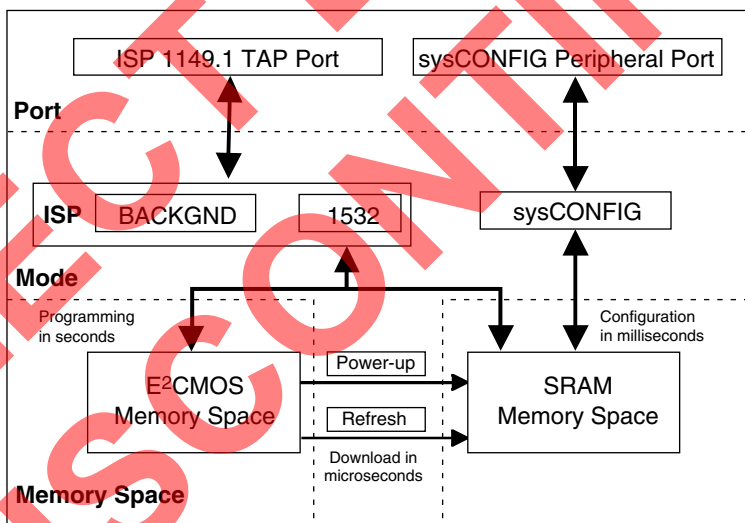 ISP 1149.1 TAP Port
sysCONFIG Peripheral Port
Port
ISP
BACKGND
1532
sysCONFIG
Mode
Programming
in seconds
Configuration
in milliseconds
E²CMOS
Memory Space
Power-up
Refresh
Download in
microseconds
SRAM
Memory Space
Memory Space